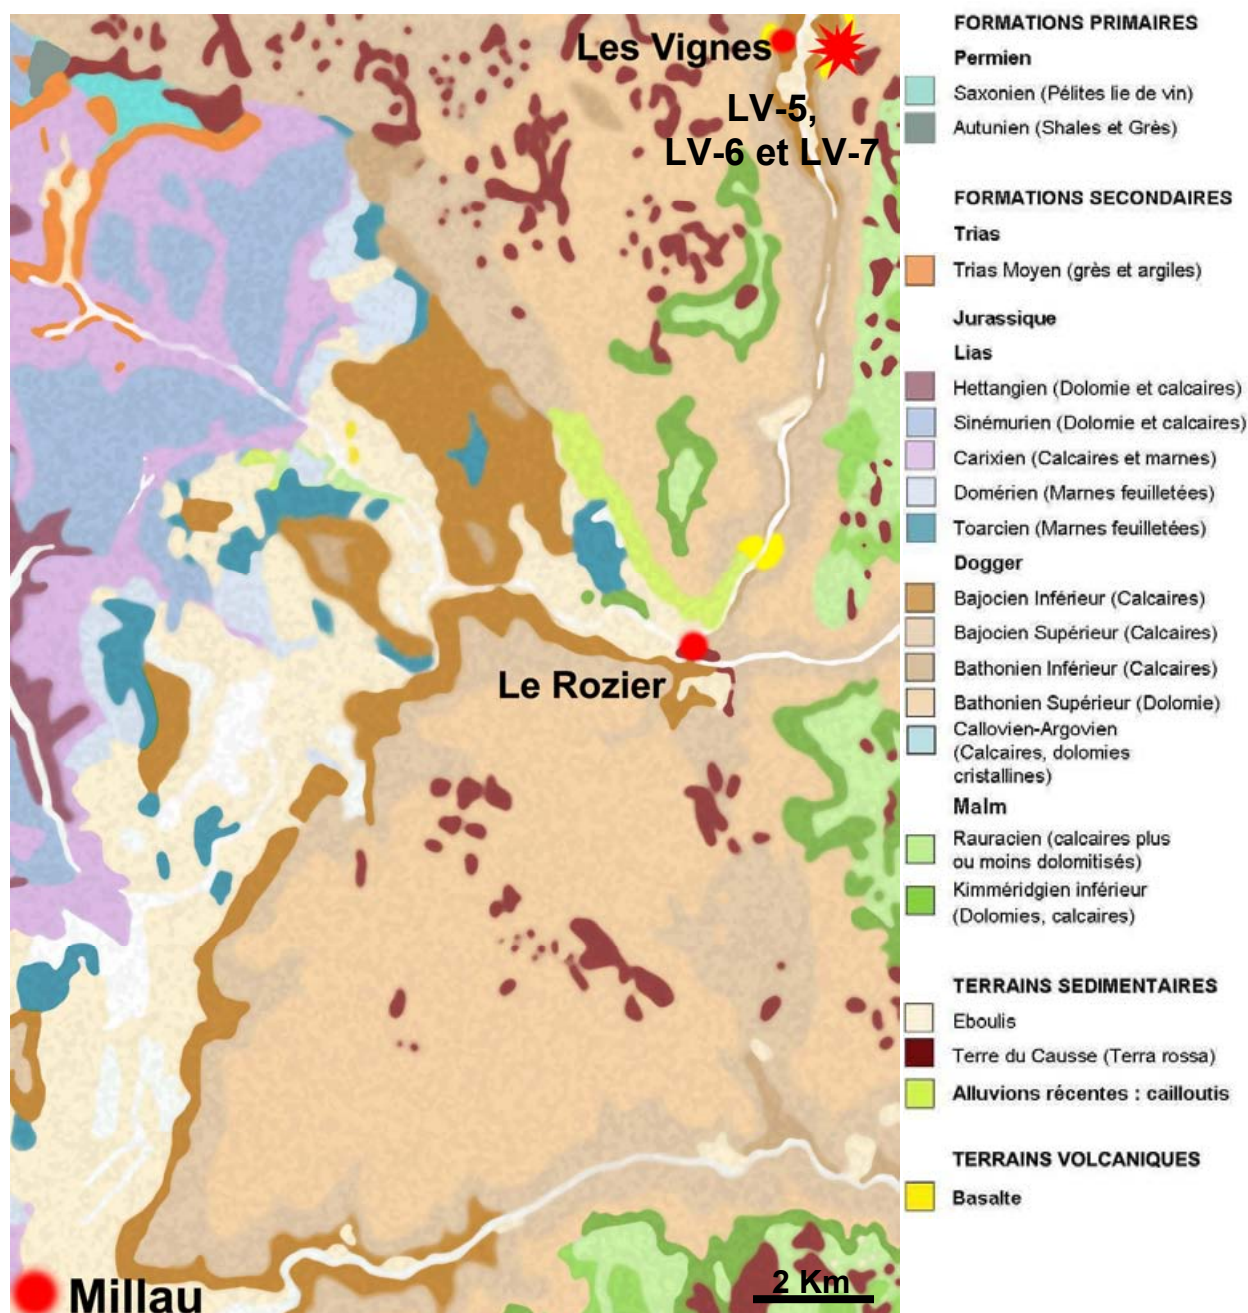 Les Vignes
LV-5,
LV-6 et LV-7
Le Rozier
Millau
2 Km
FORMATIONS PRIMAIRES
Permien
Saxonien (Pélites lie de vin)
Autunien (Shales et Grès)
FORMATIONS SECONDAIRES
Trias
Trias Moyen (grès et argiles)
Jurassique
Lias
Hettangien (Dolomie et calcaires)
Sinémurien (Dolomie et calcaires)
Carixien (Calcaires et marnes)
Domérien (Marnes feuilletées)
Toarcien (Marnes feuilletées)
Dogger
Bajocien Inférieur (Calcaires)
Bajocien Supérieur (Calcaires)
Bathonien Inférieur (Calcaires)
Bathonien Supérieur (Dolomie)
Callovien-Argovien
(Calcaires, dolomies
cristallines)
Malm
Rauracien (calcaires plus
ou moins dolomitisés)
Kimméridgien inférieur
(Dolomies, calcaires)
TERRAINS SEDIMENTAIRES
Eboulis
Terre du Causse (Terra rossa)
Alluvions récentes : cailloutis
TERRAINS VOLCANIQUES
Basalte